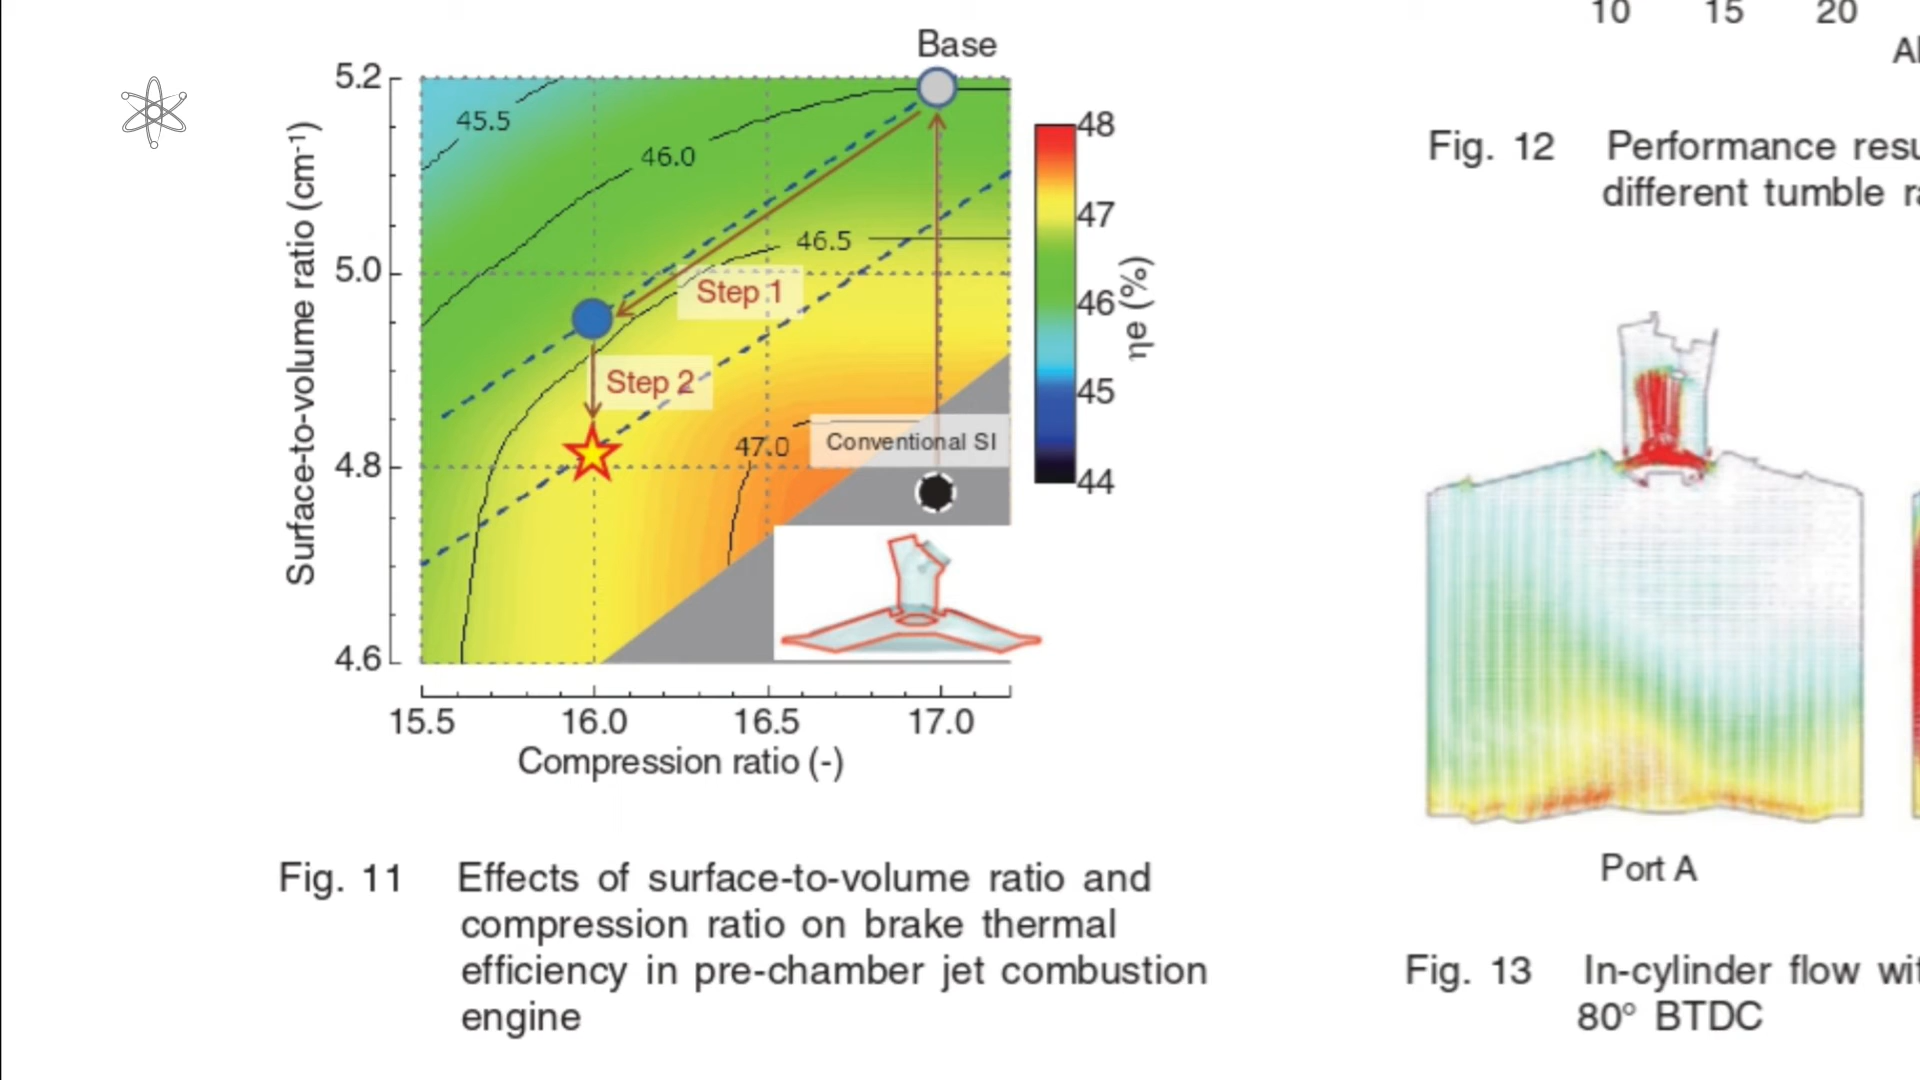 Base
5.2
5.0
4.8
4.6
Surface-to-volume ratio (cm-1)
45.5
46.0
46.5
47.0
Step 1
Step 2
Conventional SI
15.5 16.0 16.5 17.0
Compression ratio (-)
48
47
46
45
44
ηe (%)
Fig. 11 Effects of surface-to-volume ratio and
compression ratio on brake thermal
efficiency in pre-chamber jet combustion
engine
10 15 20
Fig. 12 Performance
different tumble
Port A
Fig. 13 In-cylinder flow
80° BTDC